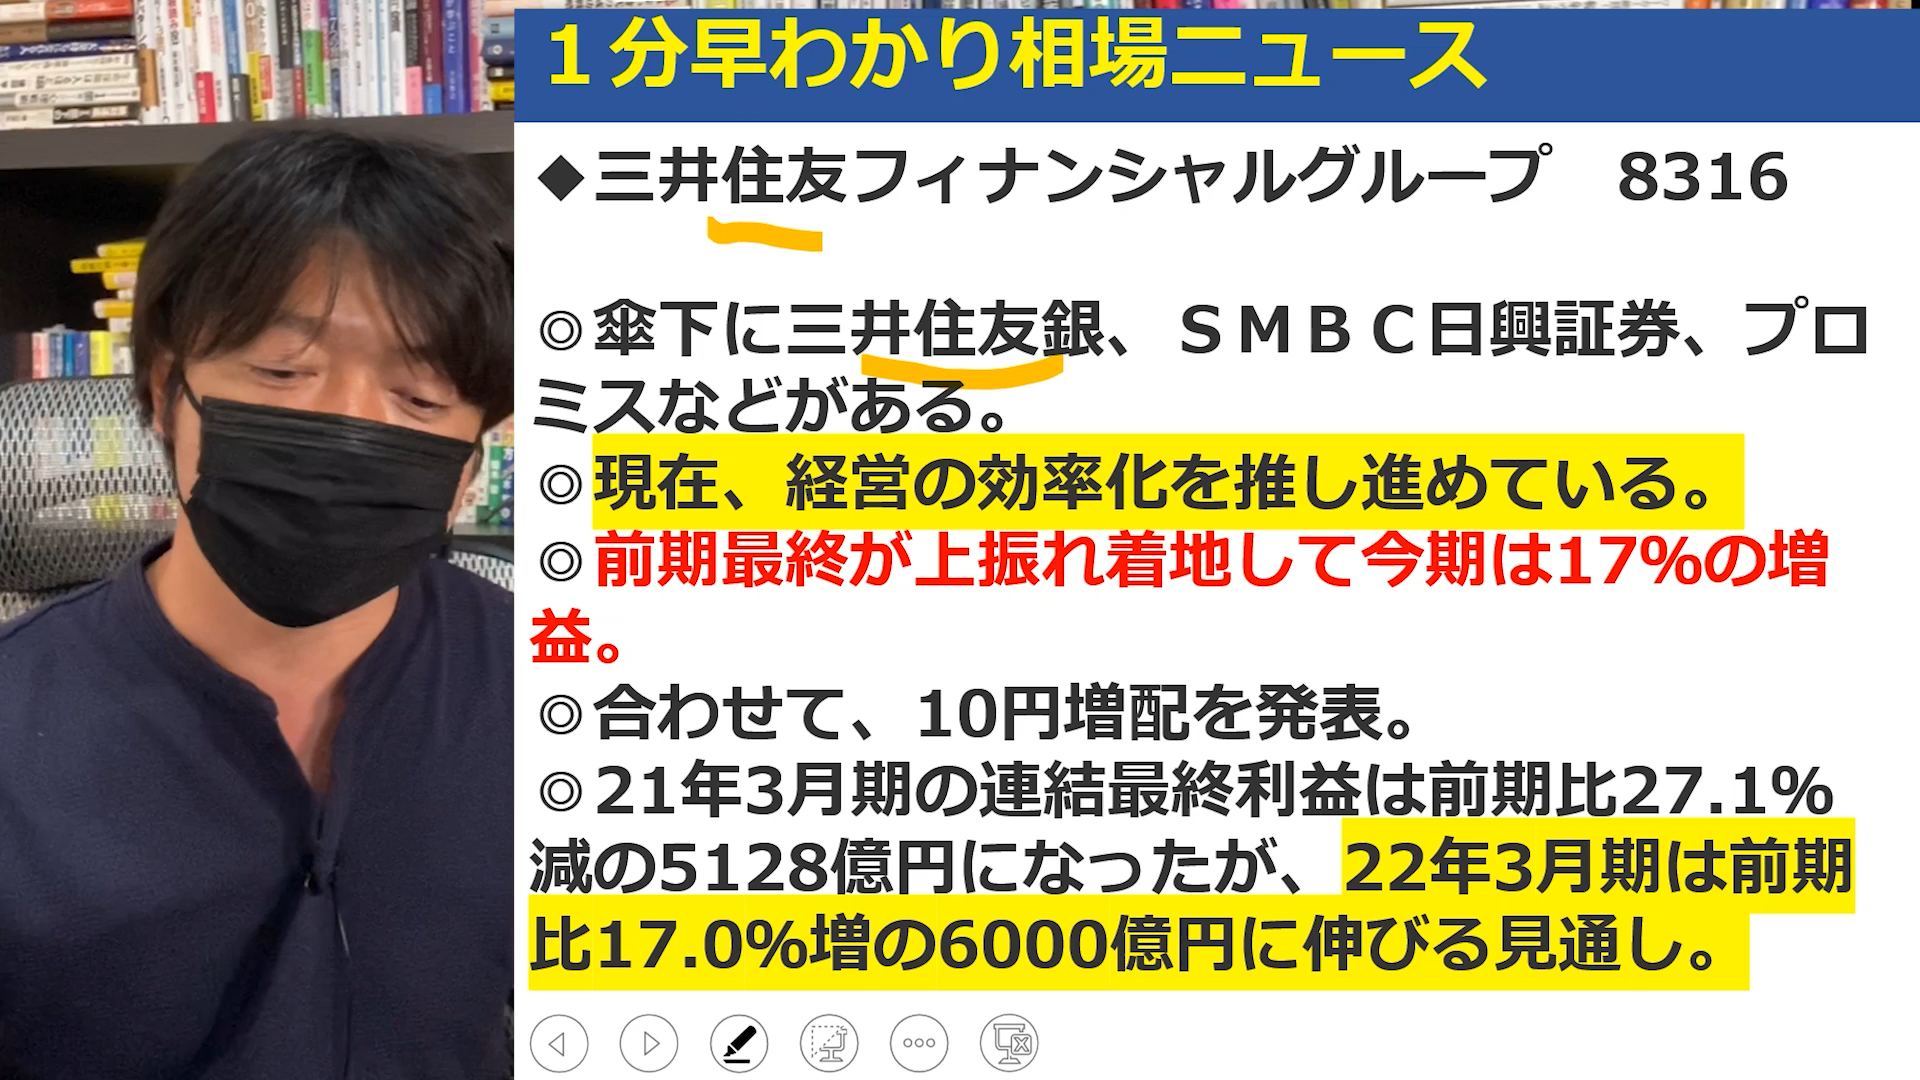 １分早わかり相場ニュース
◆三井住友フィナンシャルグループ　8316
◎傘下に三井住友銀、ＳＭＢＣ日興証券、プロ
ミスなどがある。
◎現在、経営の効率化を推し進めている。
◎前期最終が上振れ着地して今期は17%の増
益。
◎合わせて、10円増配を発表。
◎21年3月期の連結最終利益は前期比27.1%
減の5128億円になったが、22年3月期は前期
比17.0%増の6000億円に伸びる見通し。